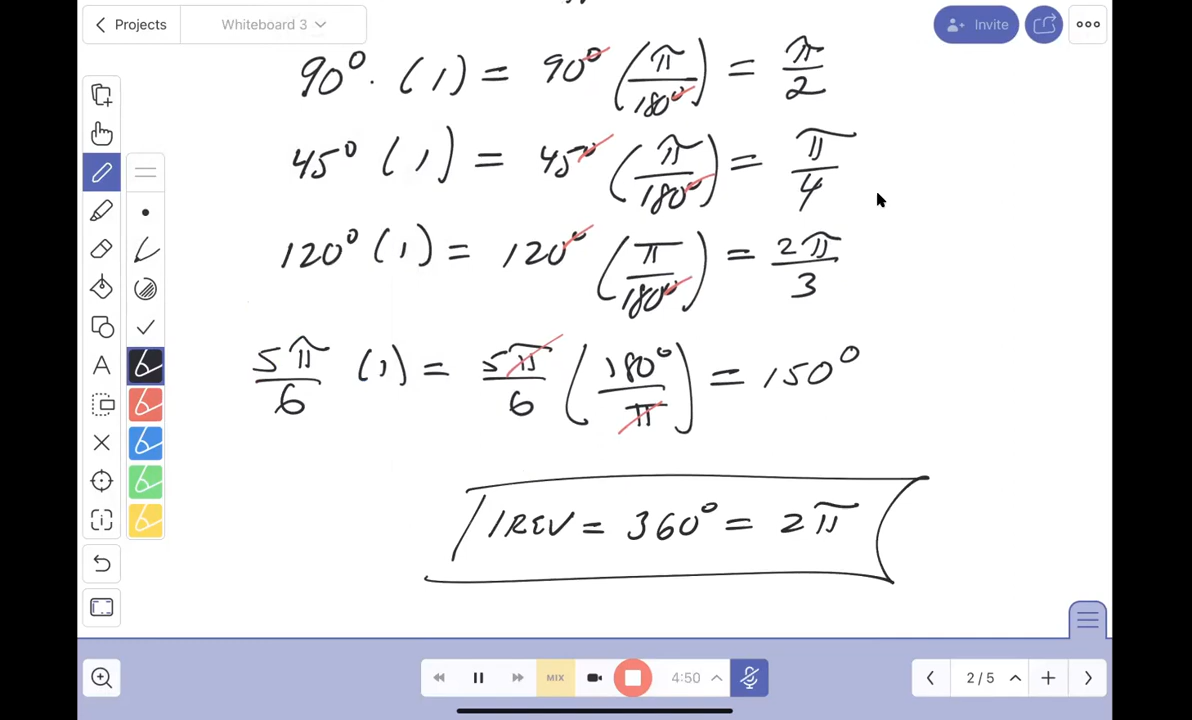 Projects
Whiteboard 3
Invite
90° · (1) = 90° (π/180°) = π/2
45° (1) = 45° (π/180°) = π/4
120° (1) = 120° (π/180°) = 2π/3
5π/6 (1) = 5π/6 (180°/π) = 150°
1REV = 360° = 2π
A
MIX
4:50
2 / 5